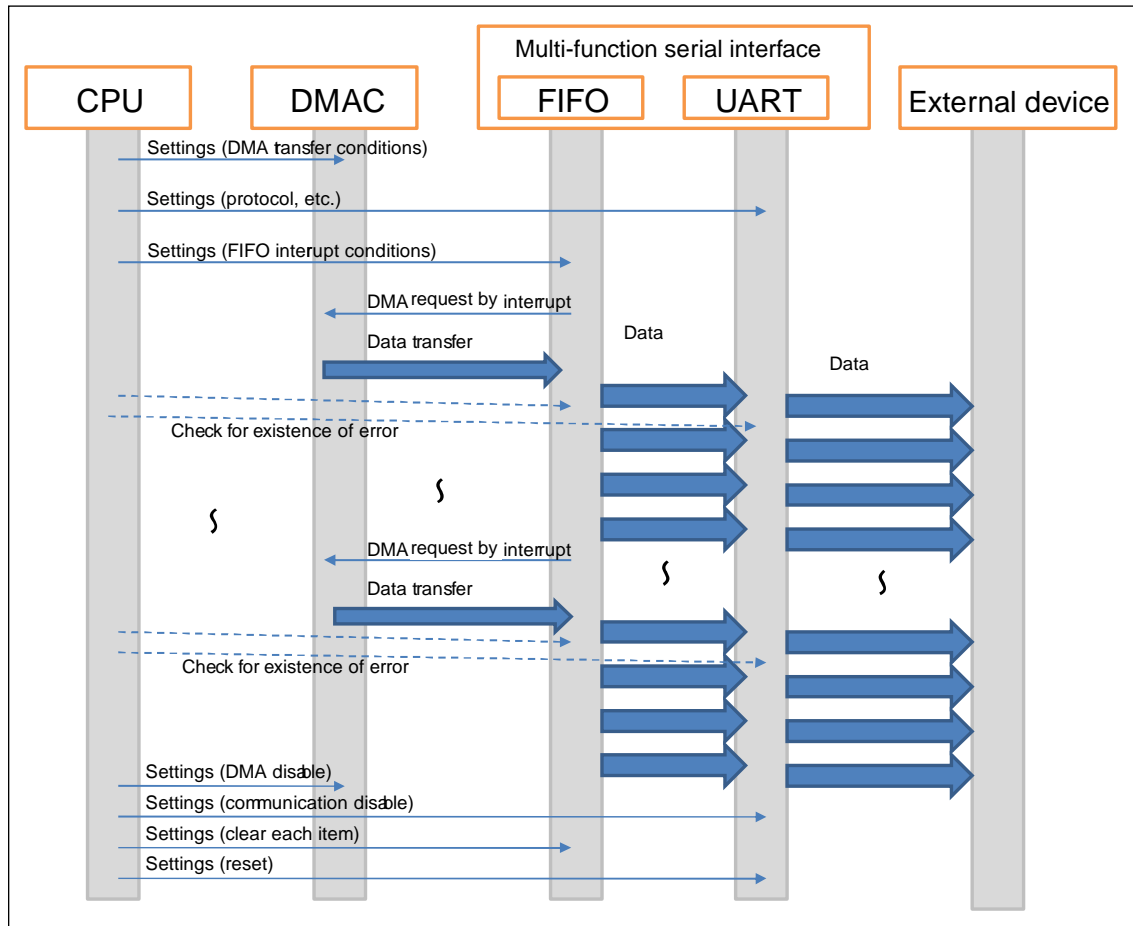 Multi-function serial interface
CPU
DMAC
FIFO
UART
External device
Settings (DMA transfer conditions)
Settings (protocol, etc.)
Settings (FIFO interrupt conditions)
DMA request by interrupt
Data transfer
Data
Data
Check for existence of error
DMA request by interrupt
Data transfer
Check for existence of error
Settings (DMA disable)
Settings (communication disable)
Settings (clear each item)
Settings (reset)